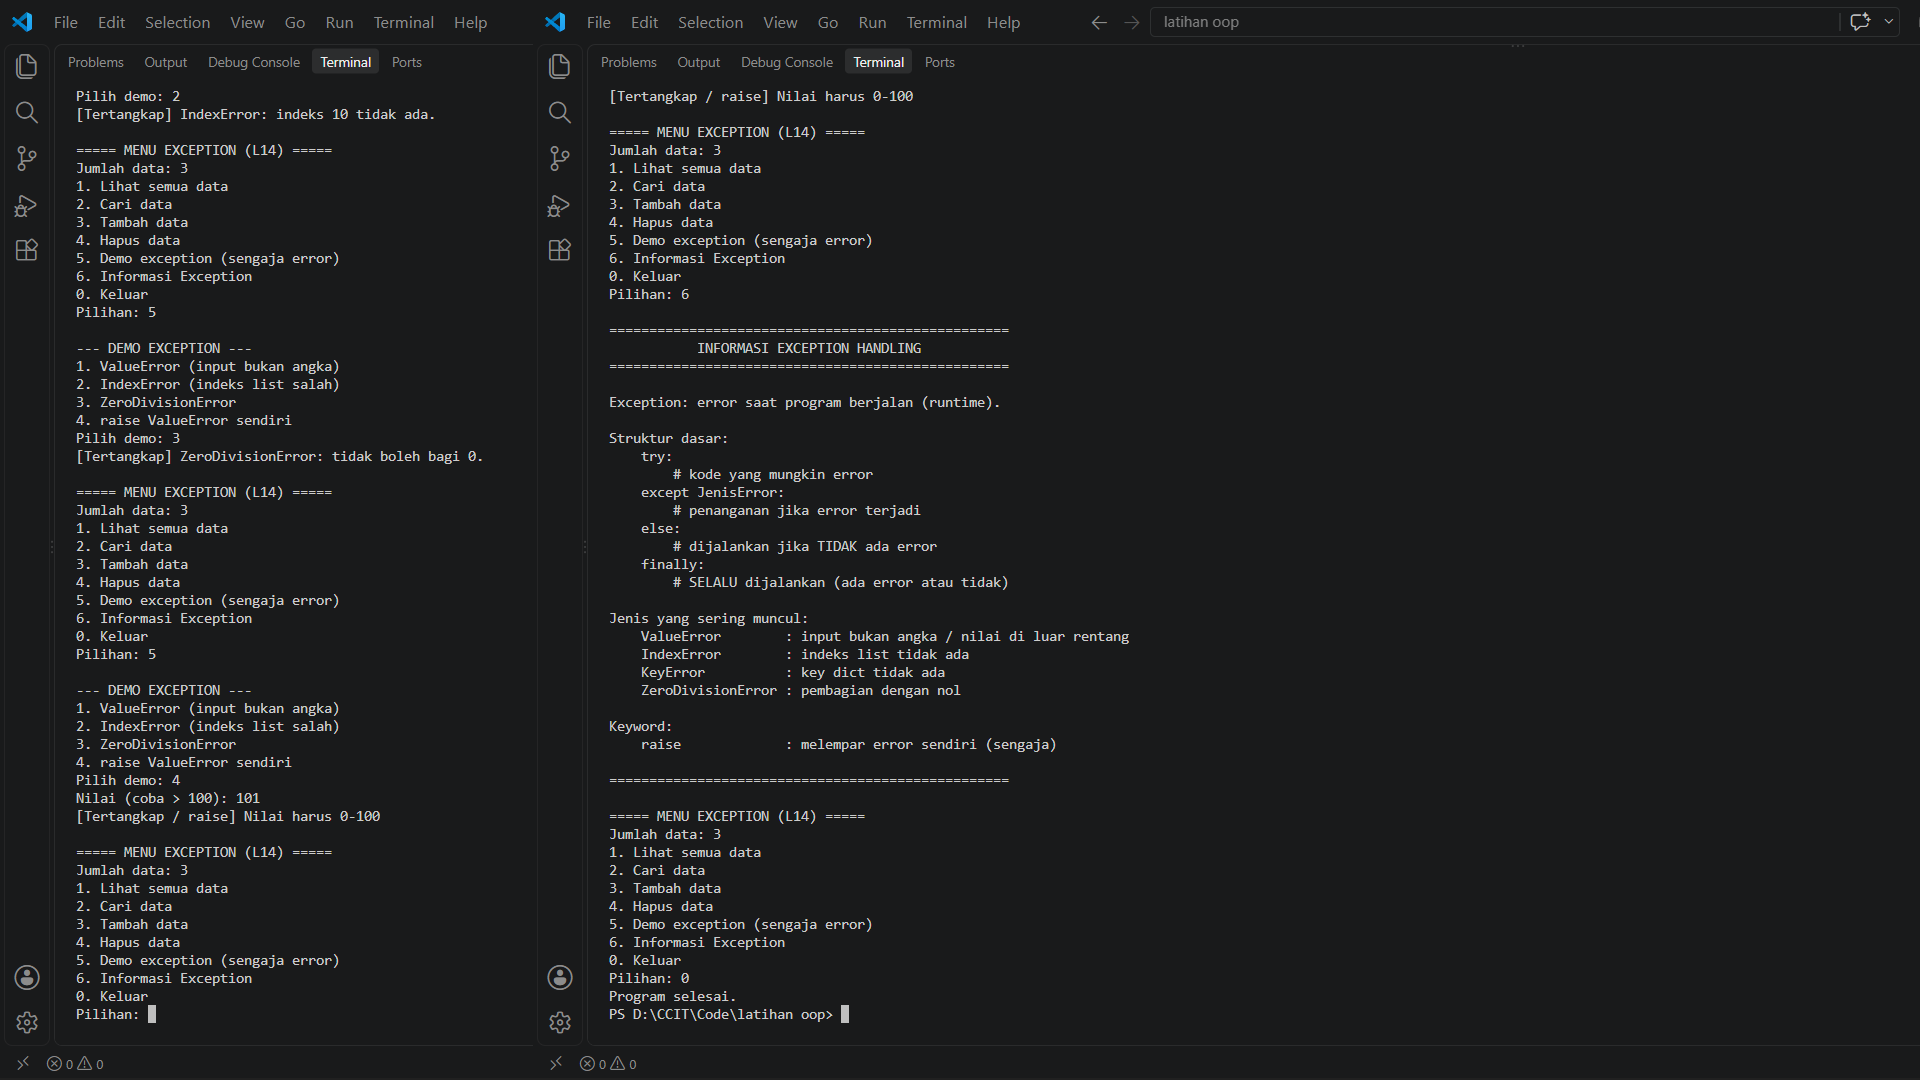 File Edit Selection View Go Run Terminal Help
Problems Output Debug Console Terminal Ports
Pilih demo: 2
[Tertangkap] IndexError: indeks 10 tidak ada.
===== MENU EXCEPTION (L14) =====
Jumlah data: 3
1. Lihat semua data
2. Cari data
3. Tambah data
4. Hapus data
5. Demo exception (sengaja error)
6. Informasi Exception
0. Keluar
Pilihan: 5
--- DEMO EXCEPTION ---
1. ValueError (input bukan angka)
2. IndexError (indeks list salah)
3. ZeroDivisionError
4. raise ValueError sendiri
Pilih demo: 3
[Tertangkap] ZeroDivisionError: tidak boleh bagi 0.
===== MENU EXCEPTION (L14) =====
Jumlah data: 3
1. Lihat semua data
2. Cari data
3. Tambah data
4. Hapus data
5. Demo exception (sengaja error)
6. Informasi Exception
0. Keluar
Pilihan: 5
--- DEMO EXCEPTION ---
1. ValueError (input bukan angka)
2. IndexError (indeks list salah)
3. ZeroDivisionError
4. raise ValueError sendiri
Pilih demo: 4
Nilai (coba > 100): 101
[Tertangkap / raise] Nilai harus 0-100
===== MENU EXCEPTION (L14) =====
Jumlah data: 3
1. Lihat semua data
2. Cari data
3. Tambah data
4. Hapus data
5. Demo exception (sengaja error)
6. Informasi Exception
0. Keluar
Pilihan:
0 0
File Edit Selection View Go Run Terminal Help latihan oop
Problems Output Debug Console Terminal Ports
[Tertangkap / raise] Nilai harus 0-100
===== MENU EXCEPTION (L14) =====
Jumlah data: 3
1. Lihat semua data
2. Cari data
3. Tambah data
4. Hapus data
5. Demo exception (sengaja error)
6. Informasi Exception
0. Keluar
Pilihan: 6
==================================================
INFORMASI EXCEPTION HANDLING
==================================================
Exception: error saat program berjalan (runtime).
Struktur dasar:
try:
# kode yang mungkin error
except JenisError:
# penanganan jika error terjadi
else:
# dijalankan jika TIDAK ada error
finally:
# SELALU dijalankan (ada error atau tidak)
Jenis yang sering muncul:
ValueError : input bukan angka / nilai di luar rentang
IndexError : indeks list tidak ada
KeyError : key dict tidak ada
ZeroDivisionError : pembagian dengan nol
Keyword:
raise : melempar error sendiri (sengaja)
==================================================
===== MENU EXCEPTION (L14) =====
Jumlah data: 3
1. Lihat semua data
2. Cari data
3. Tambah data
4. Hapus data
5. Demo exception (sengaja error)
6. Informasi Exception
0. Keluar
Pilihan: 0
Program selesai.
PS D:\CCIT\Code\latihan oop>
0 0